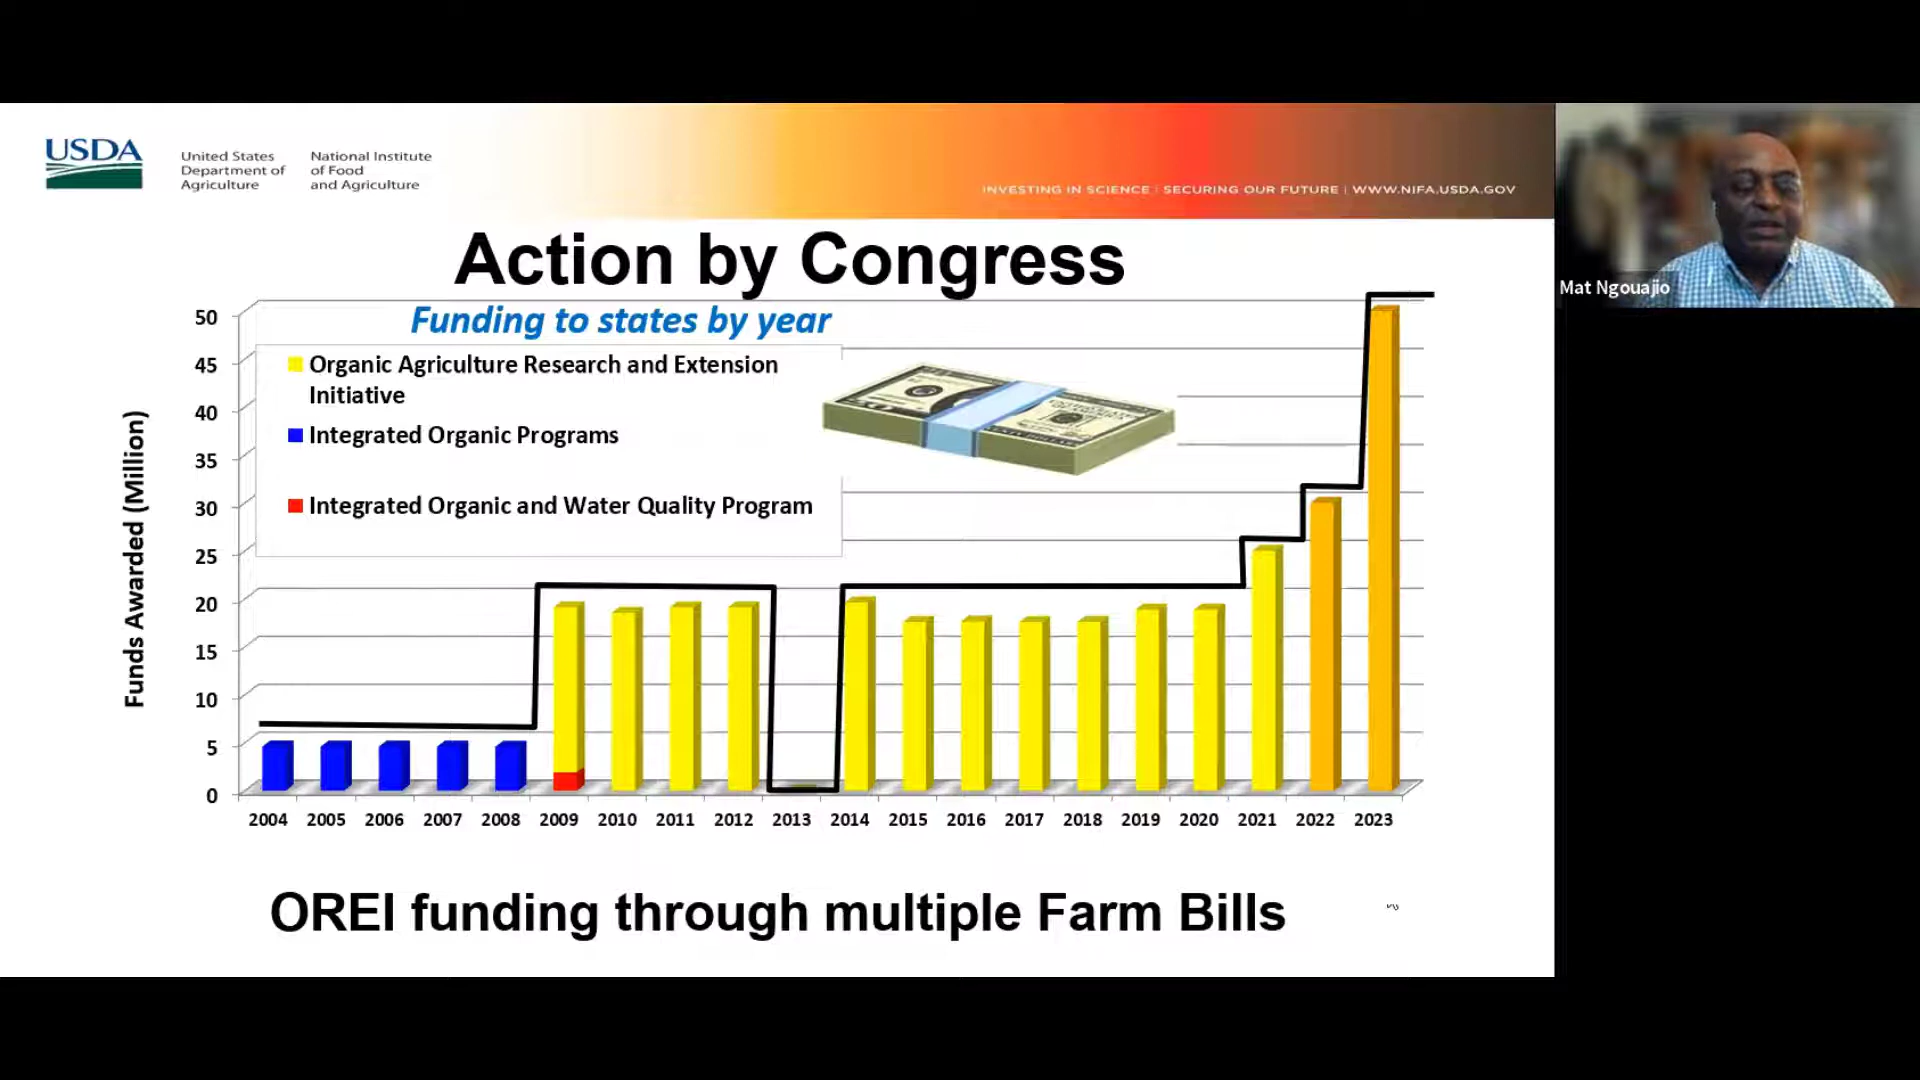 USDA
United States
Department of
Agriculture
National Institute
of Food
and Agriculture
INVESTING IN SCIENCE | SECURING OUR FUTURE | WWW.NIFA.USDA.GOV
Mat Ngouajio
Action by Congress
Funding to states by year
Organic Agriculture Research and Extension
Initiative
Integrated Organic Programs
Integrated Organic and Water Quality Program
Funds Awarded (Million)
50
45
40
35
30
25
20
15
10
5
0
2004 2005 2006 2007 2008 2009 2010 2011 2012 2013 2014 2015 2016 2017 2018 2019 2020 2021 2022 2023
OREI funding through multiple Farm Bills